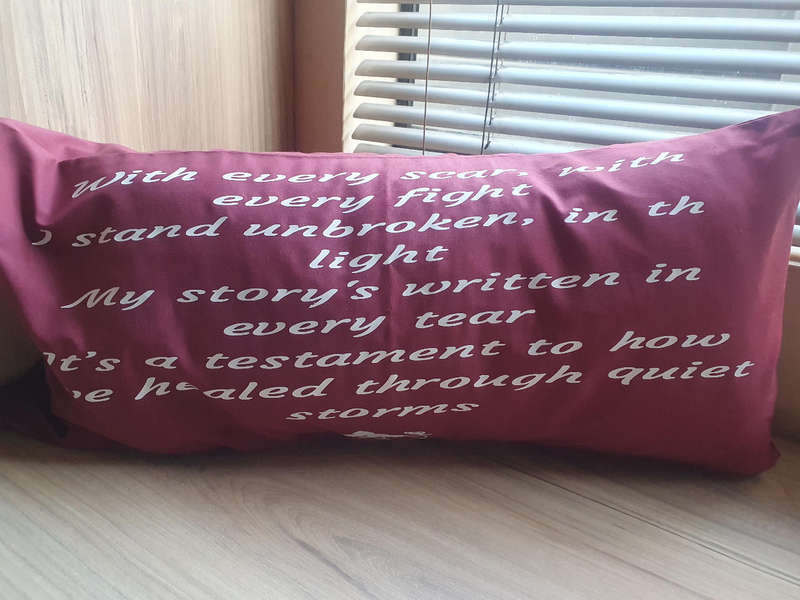 With every scar, with
every fight
stand unbroken, in th
light
My story's written in
every tear
It's a testament to how
healed through quiet
storms